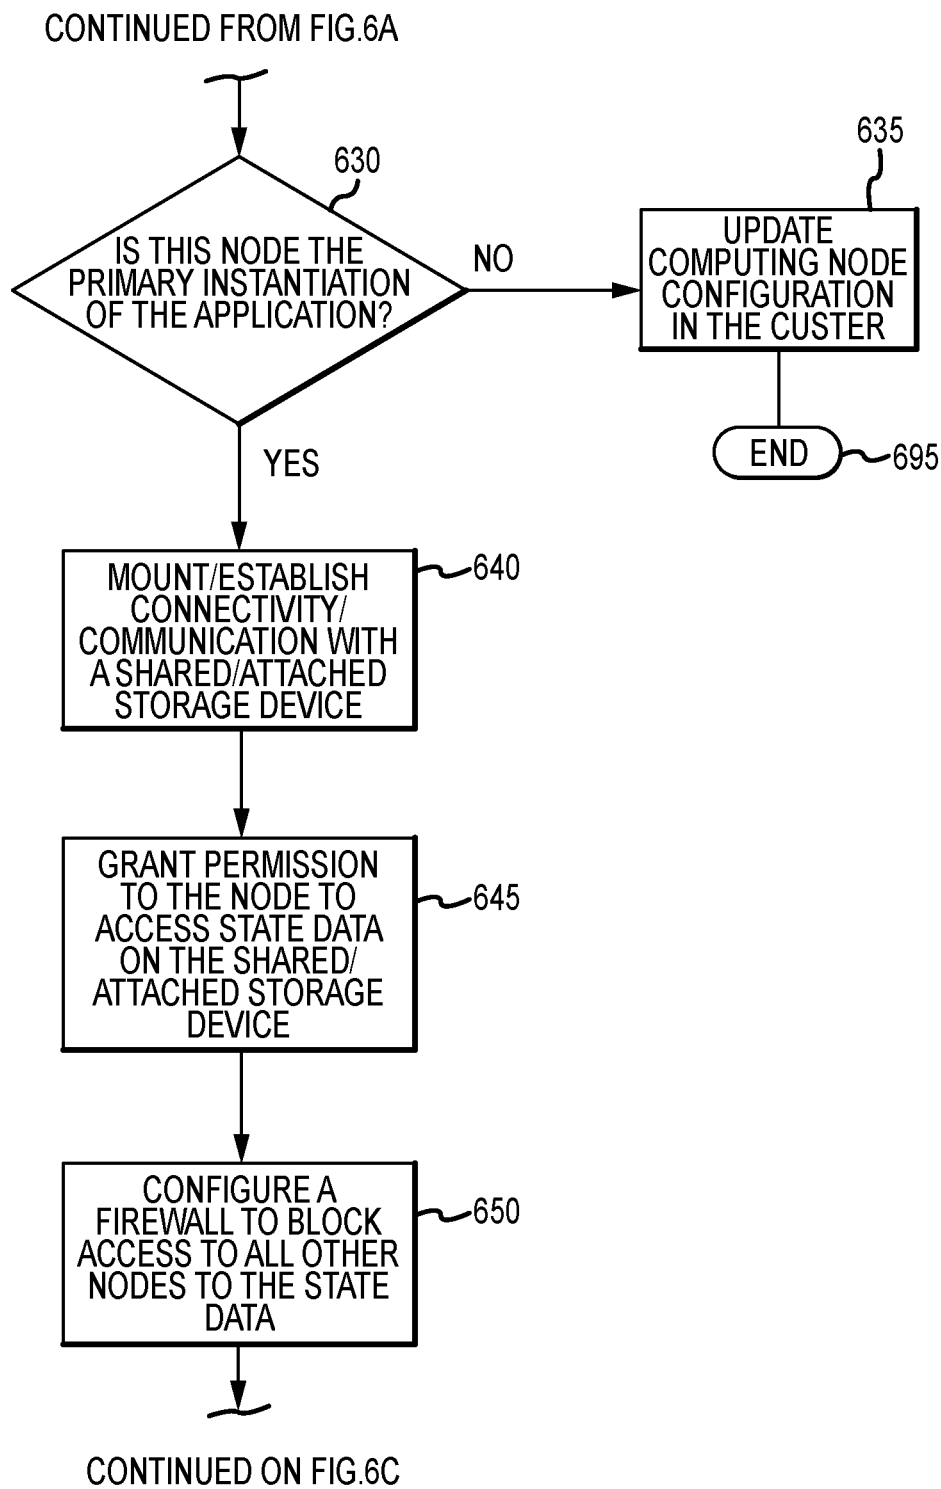 CONTINUED FROM FIG.6A
630
IS THIS NODE THE
PRIMARY INSTANTIATION
OF THE APPLICATION?
NO
635
UPDATE
COMPUTING NODE
CONFIGURATION
IN THE CUSTER
END
695
YES
640
MOUNT/ESTABLISH
CONNECTIVITY/
COMMUNICATION WITH
A SHARED/ATTACHED
STORAGE DEVICE
645
GRANT PERMISSION
TO THE NODE TO
ACCESS STATE DATA
ON THE SHARED/
ATTACHED STORAGE
DEVICE
650
CONFIGURE A
FIREWALL TO BLOCK
ACCESS TO ALL OTHER
NODES TO THE STATE
DATA
CONTINUED ON FIG.6C